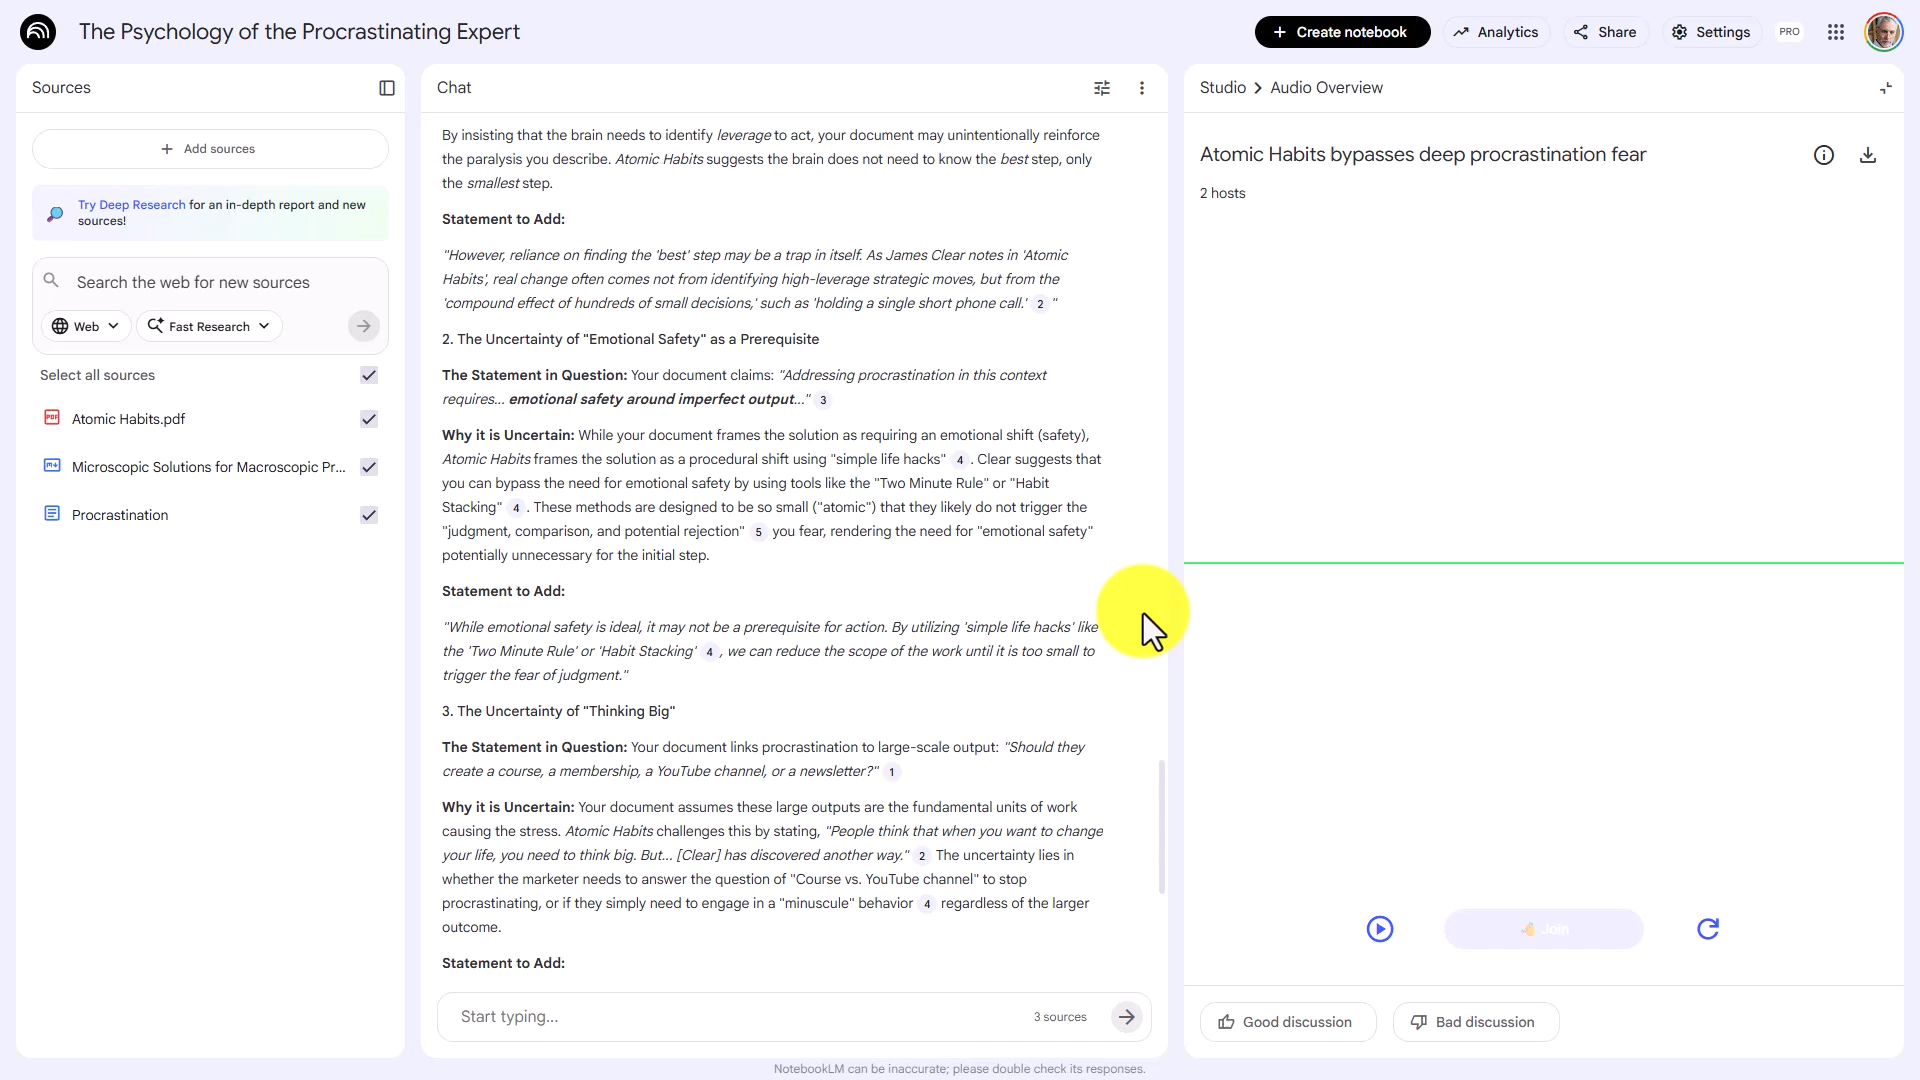 The Psychology of the Procrastinating Expert
Create notebook
Analytics
Share
Settings
PRO
Sources
Add sources
Try Deep Research for an in-depth report and new
sources!
Search the web for new sources
Web
Fast Research
Select all sources
Atomic Habits.pdf
Microscopic Solutions for Macroscopic Pr...
Procrastination
Chat
By insisting that the brain needs to identify leverage to act, your document may unintentionally reinforce
the paralysis you describe. Atomic Habits suggests the brain does not need to know the best step, only
the smallest step.
Statement to Add:
"However, reliance on finding the 'best' step may be a trap in itself. As James Clear notes in 'Atomic
Habits', real change often comes not from identifying high-leverage strategic moves, but from the
'compound effect of hundreds of small decisions,' such as 'holding a single short phone call.' 2 "
2. The Uncertainty of "Emotional Safety" as a Prerequisite
The Statement in Question: Your document claims: "Addressing procrastination in this context
requires... emotional safety around imperfect output..." 3
Why it is Uncertain: While your document frames the solution as requiring an emotional shift (safety),
Atomic Habits frames the solution as a procedural shift using "simple life hacks" 4 . Clear suggests that
you can bypass the need for emotional safety by using tools like the "Two Minute Rule" or "Habit
Stacking" 4 . These methods are designed to be so small ("atomic") that they likely do not trigger the
"judgment, comparison, and potential rejection" 5 you fear, rendering the need for "emotional safety"
potentially unnecessary for the initial step.
Statement to Add:
"While emotional safety is ideal, it may not be a prerequisite for action. By utilizing 'simple life hacks' like
the 'Two Minute Rule' or 'Habit Stacking' 4 , we can reduce the scope of the work until it is too small to
trigger the fear of judgment."
3. The Uncertainty of "Thinking Big"
The Statement in Question: Your document links procrastination to large-scale output: "Should they
create a course, a membership, a YouTube channel, or a newsletter?" 1
Why it is Uncertain: Your document assumes these large outputs are the fundamental units of work
causing the stress. Atomic Habits challenges this by stating, "People think that when you want to change
your life, you need to think big. But... [Clear] has discovered another way." 2 The uncertainty lies in
whether the marketer needs to answer the question of "Course vs. YouTube channel" to stop
procrastinating, or if they simply need to engage in a "minuscule" behavior 4 regardless of the larger
outcome.
Statement to Add:
Start typing...
3 sources
Studio > Audio Overview
Atomic Habits bypasses deep procrastination fear
2 hosts
Join
Good discussion
Bad discussion
NotebookLM can be inaccurate; please double check its responses.